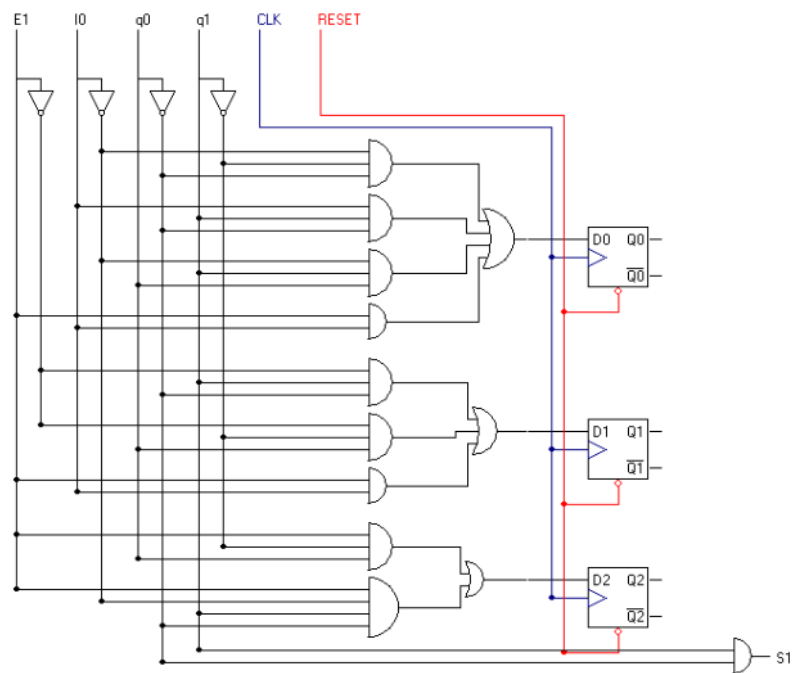 E1 I0 q0 q1 CLK RESET
D0 Q0
Q0
D1 Q1
Q1
D2 Q2
Q2
S1